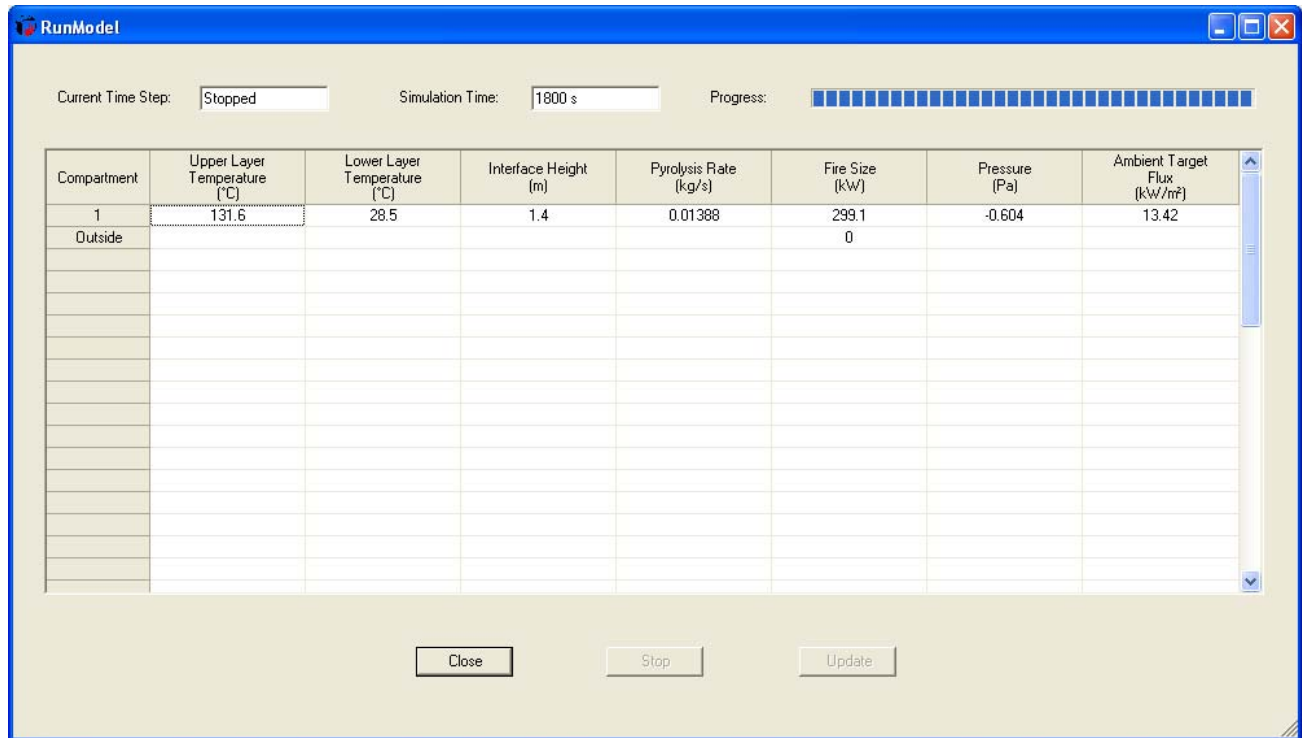 RunModel
Current Time Step: Stopped Simulation Time: 1800 s Progress:
Compartment Upper Layer Temperature (°C) Lower Layer Temperature (°C) Interface Height (m) Pyrolysis Rate (kg/s) Fire Size (kW) Pressure (Pa) Ambient Target Flux (kW/m²)
1 131.6 28.5 1.4 0.01388 299.1 -0.604 13.42
Outside 0
Close Stop Update